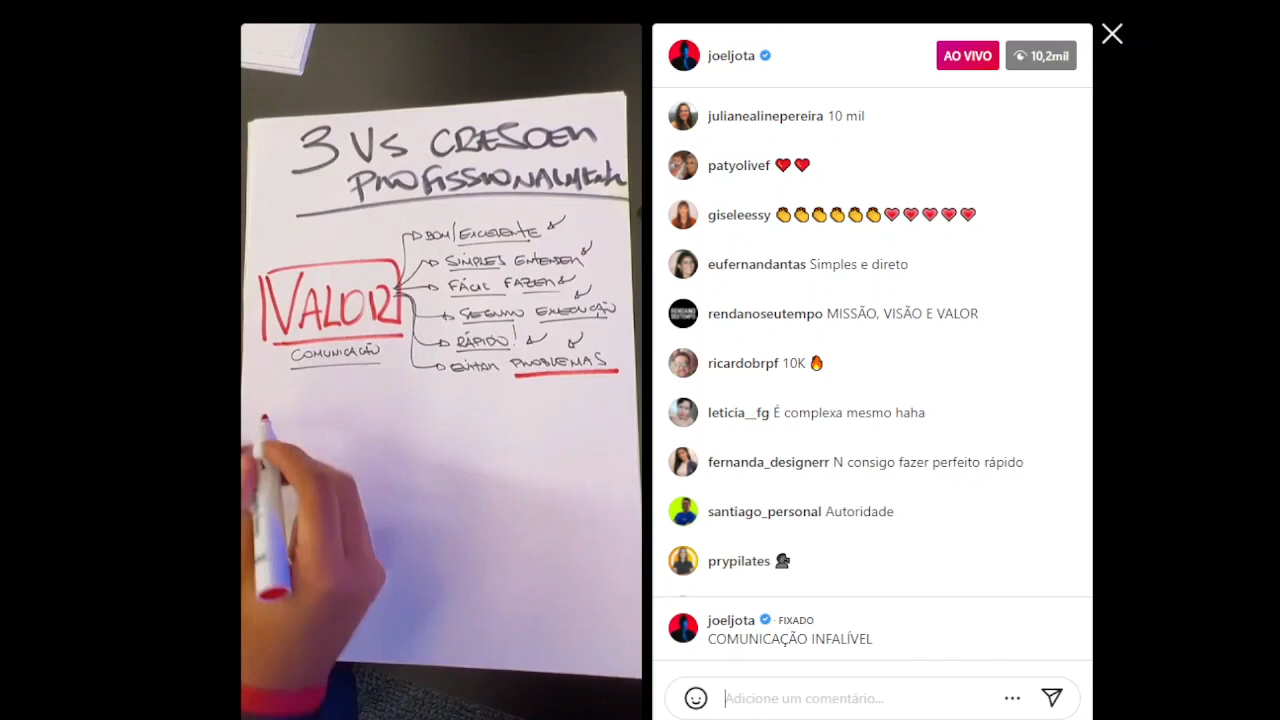 3 Vs CRESCER
PROFISSIONALMENTE
BOM/EXCELENTE
SIMPLES ENTENDER
FÁCIL FAZER
SEGURO EXECUÇÃO
RÁPIDO!
EVITAR PROBLEMAS
VALOR
COMUNICAÇÃO
joeljota
AO VIVO
10,2mil
julianealinepereira 10 mil
patyolivef ❤️❤️
giseleessy 👏👏👏👏👏👏💗💗💗💗💗
eufernandantas Simples e direto
rendanoseutempo MISSÃO, VISÃO E VALOR
ricardobrpf 10K 🔥
leticia__fg É complexa mesmo haha
fernanda_designerr N consigo fazer perfeito rápido
santiago_personal Autoridade
prypilates 🗣️
joeljota · FIXADO
COMUNICAÇÃO INFALÍVEL
Adicione um comentário...